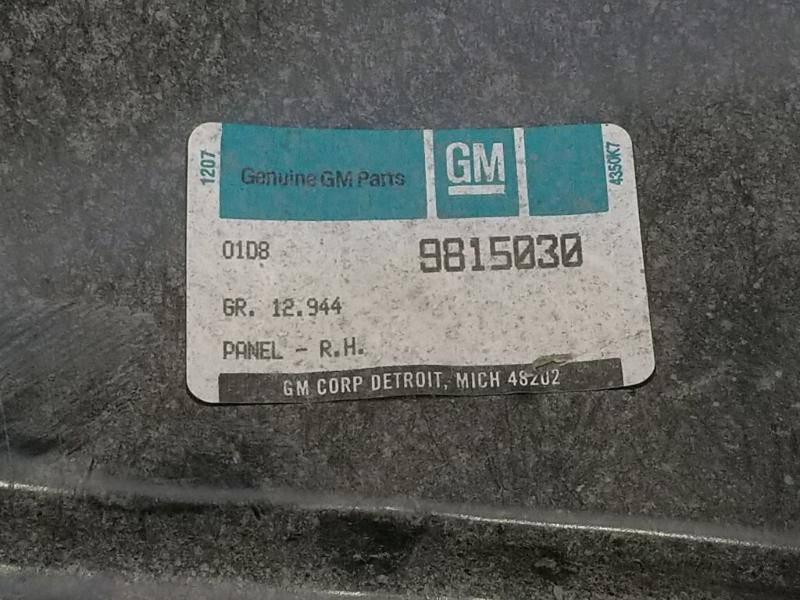 1207
Genuine GM Parts
GM
4350K7
01D8
9815030
GR. 12.944
PANEL - R.H.
GM CORP DETROIT, MICH 48202